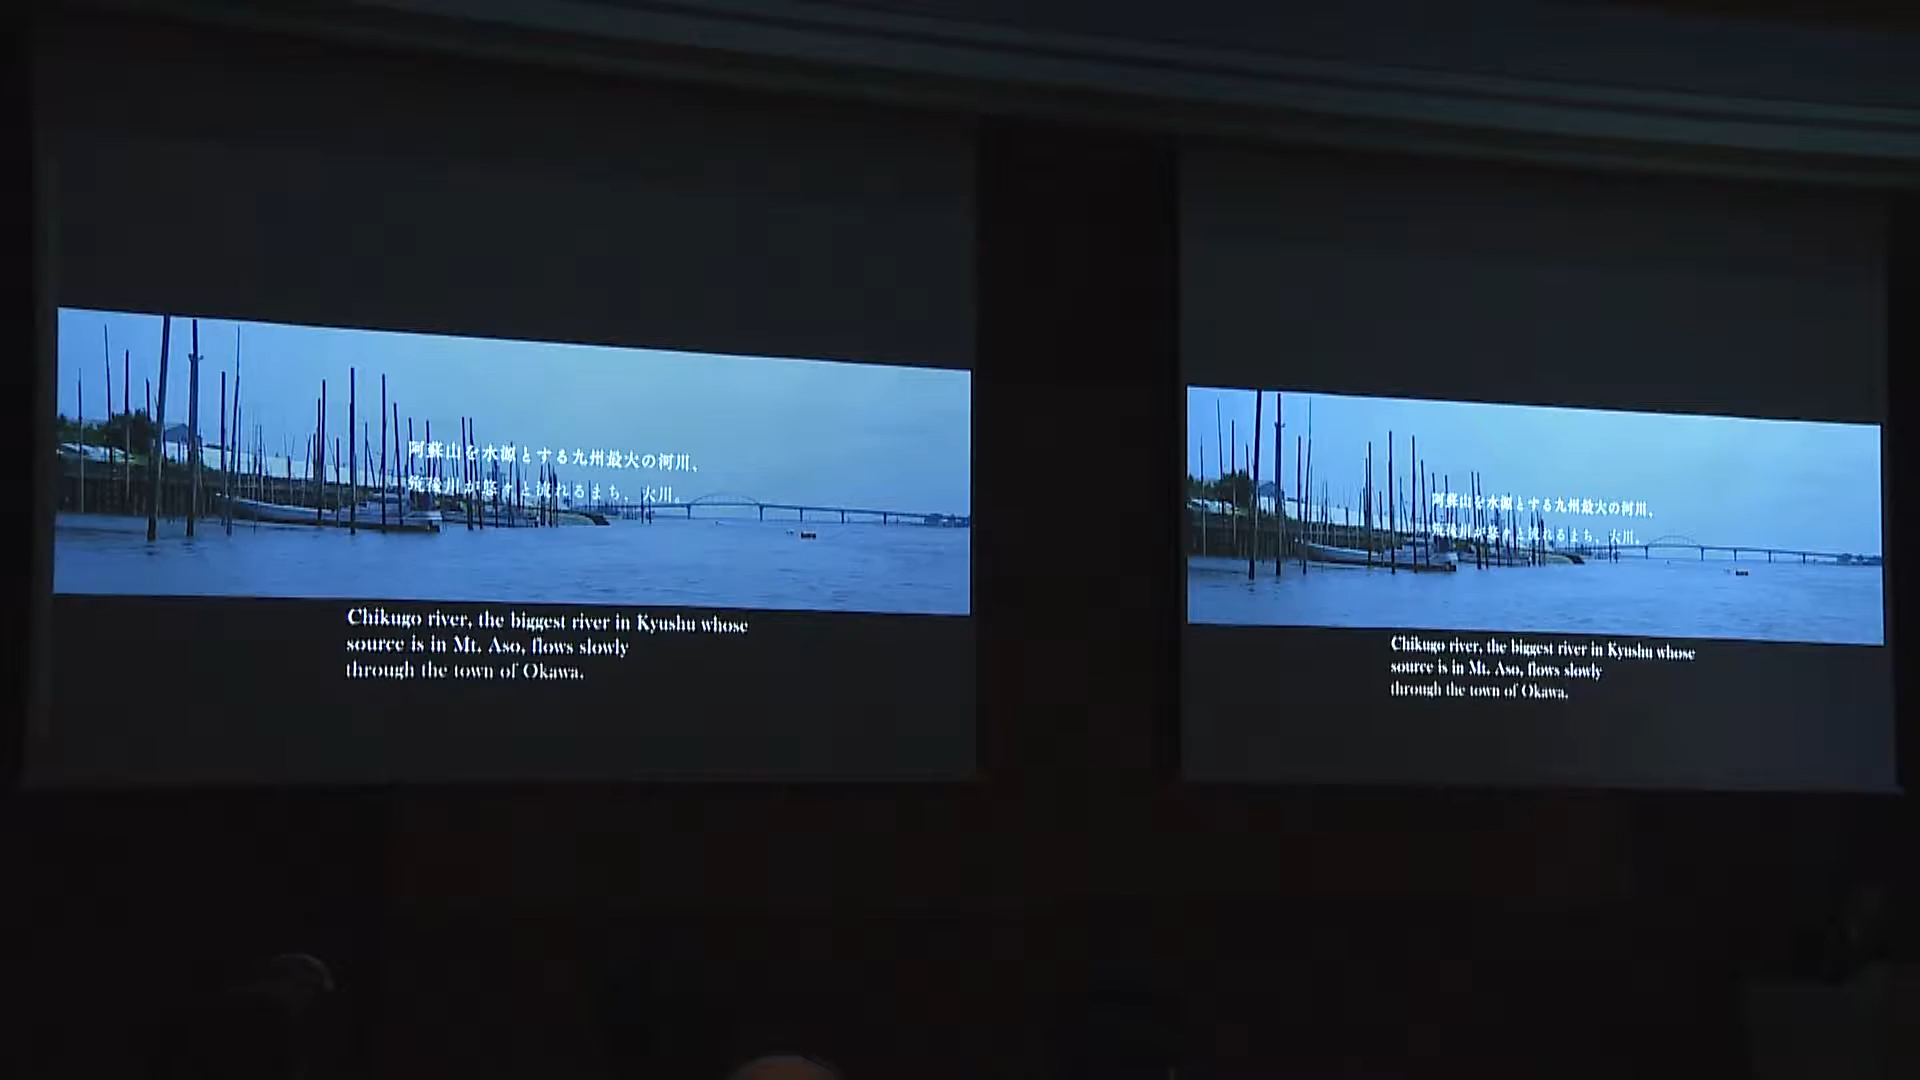 阿蘇山を水源とする九州最大の河川、
筑後川が悠々と流れるまち、大川。
Chikugo river, the biggest river in Kyushu whose
source is in Mt. Aso, flows slowly
through the town of Okawa.
阿蘇山を水源とする九州最大の河川、
筑後川が悠々と流れるまち、大川。
Chikugo river, the biggest river in Kyushu whose
source is in Mt. Aso, flows slowly
through the town of Okawa.